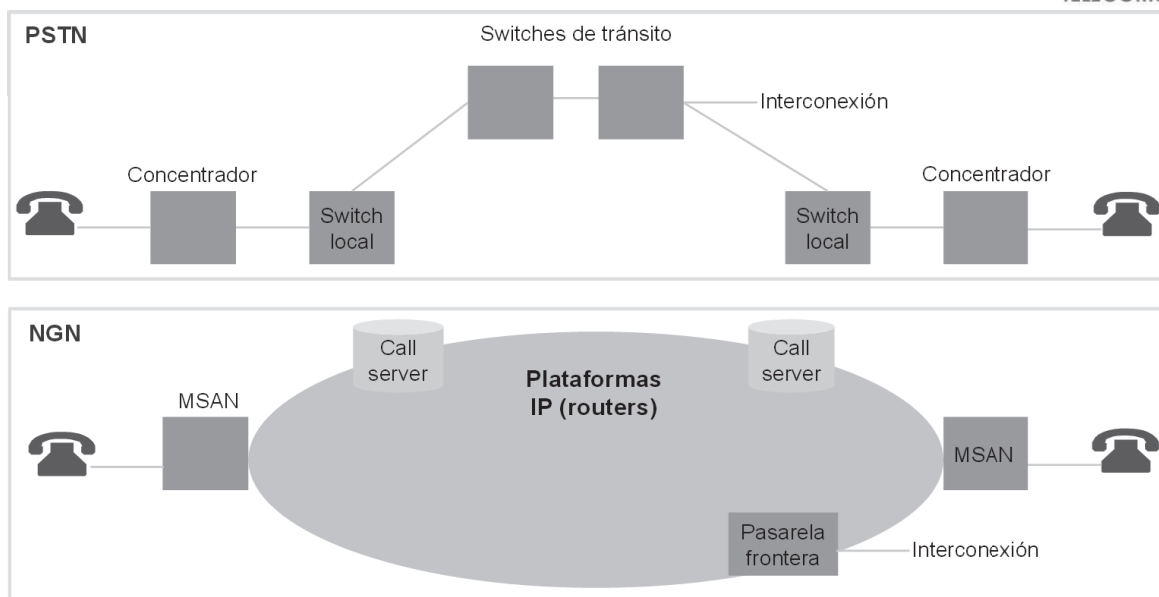 PSTN
Switches de tránsito
Interconexión
Concentrador
Concentrador
Switch
local
Switch
local
NGN
Call
server
Call
server
Plataformas
IP (routers)
MSAN
MSAN
Pasarela
frontera
Interconexión